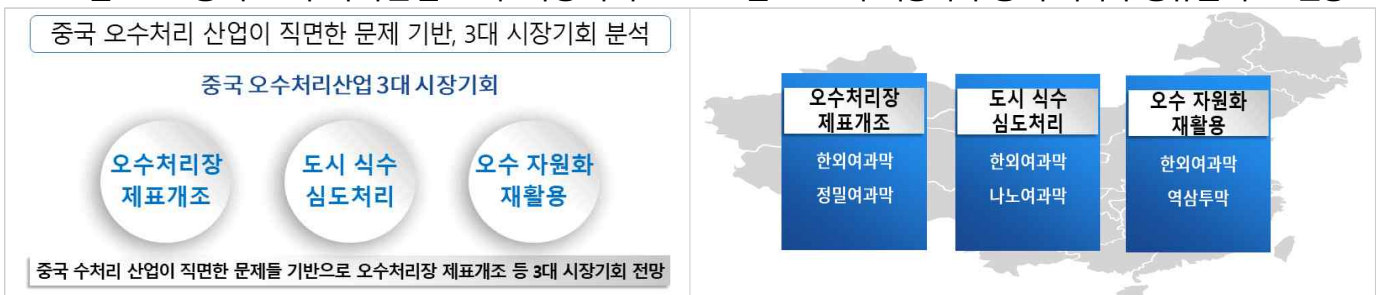 중국 오수처리 산업이 직면한 문제 기반, 3대 시장기회 분석
중국 오수처리산업 3대 시장기회
오수처리장
제표개조
도시 식수
심도처리
오수 자원화
재활용
중국 수처리 산업이 직면한 문제들 기반으로 오수처리장 제표개조 등 3대 시장기회 전망
오수처리장
제표개조
한외여과막
정밀여과막
도시 식수
심도처리
한외여과막
나노여과막
오수 자원화
재활용
한외여과막
역삼투막